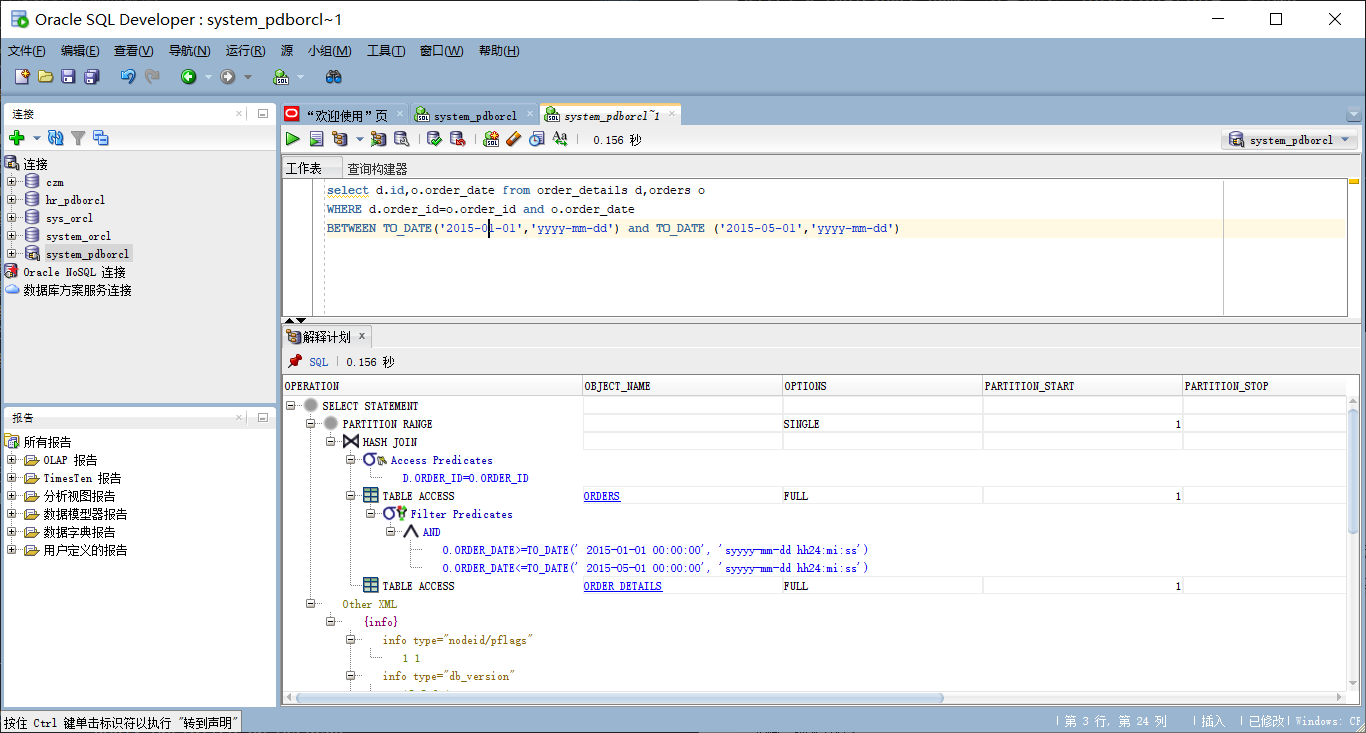 Oracle SQL Developer : system_pdborcl~1
文件(F) 编辑(E) 查看(V) 导航(N) 运行(R) 源 小组(M) 工具(T) 窗口(W) 帮助(H)
连接
连接
czm
hr_pdborcl
sys_orcl
system_orcl
system_pdborcl
Oracle NoSQL 连接
数据库方案服务连接
报告
所有报告
OLAP 报告
TimesTen 报告
分析视图报告
数据模型器报告
数据字典报告
用户定义的报告
“欢迎使用”页 system_pdborcl system_pdborcl~1
0.156 秒 system_pdborcl
工作表 查询构建器
select d.id,o.order_date from order_details d,orders o
WHERE d.order_id=o.order_id and o.order_date
BETWEEN TO_DATE('2015-01-01','yyyy-mm-dd') and TO_DATE ('2015-05-01','yyyy-mm-dd')
解释计划
SQL | 0.156 秒
OPERATION OBJECT_NAME OPTIONS PARTITION_START PARTITION_STOP
SELECT STATEMENT
PARTITION RANGE SINGLE 1
HASH JOIN
Access Predicates
D.ORDER_ID=O.ORDER_ID
TABLE ACCESS ORDERS FULL 1
Filter Predicates
AND
O.ORDER_DATE>=TO_DATE(' 2015-01-01 00:00:00', 'syyyy-mm-dd hh24:mi:ss')
O.ORDER_DATE<=TO_DATE(' 2015-05-01 00:00:00', 'syyyy-mm-dd hh24:mi:ss')
TABLE ACCESS ORDER_DETAILS FULL 1
Other XML
{info}
info type="nodeid/pflags"
1 1
info type="db_version"
按住 Ctrl 键单击标识符以执行 "转到声明"
第 3 行, 第 24 列 | 插入 | 已修改 | Windows: CR